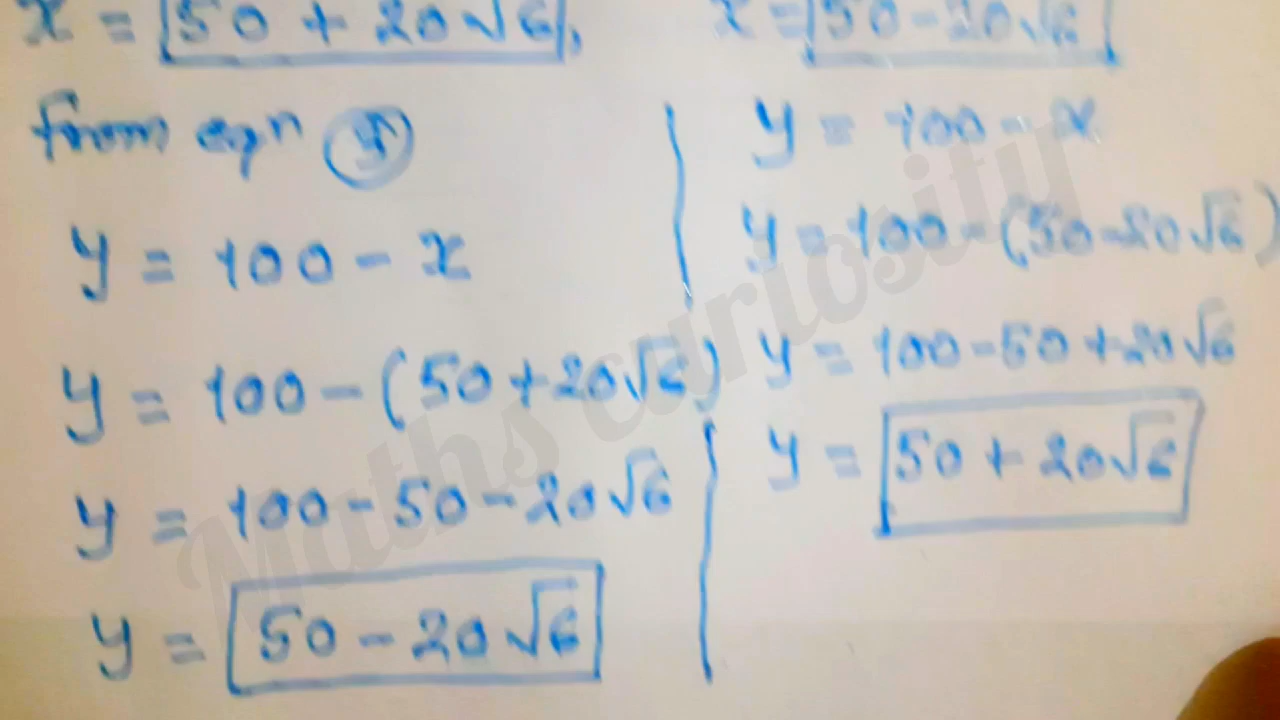 x = 50 + 20√6, x = 50 - 20√6
from eqn 5
y = 100 - x
y = 100 - (50 + 20√6)
y = 100 - 50 - 20√6
y = 50 - 20√6
y = 100 - x
y = 100 - (50 - 20√6)
y = 100 - 50 + 20√6
y = 50 + 20√6
Maths curiosity